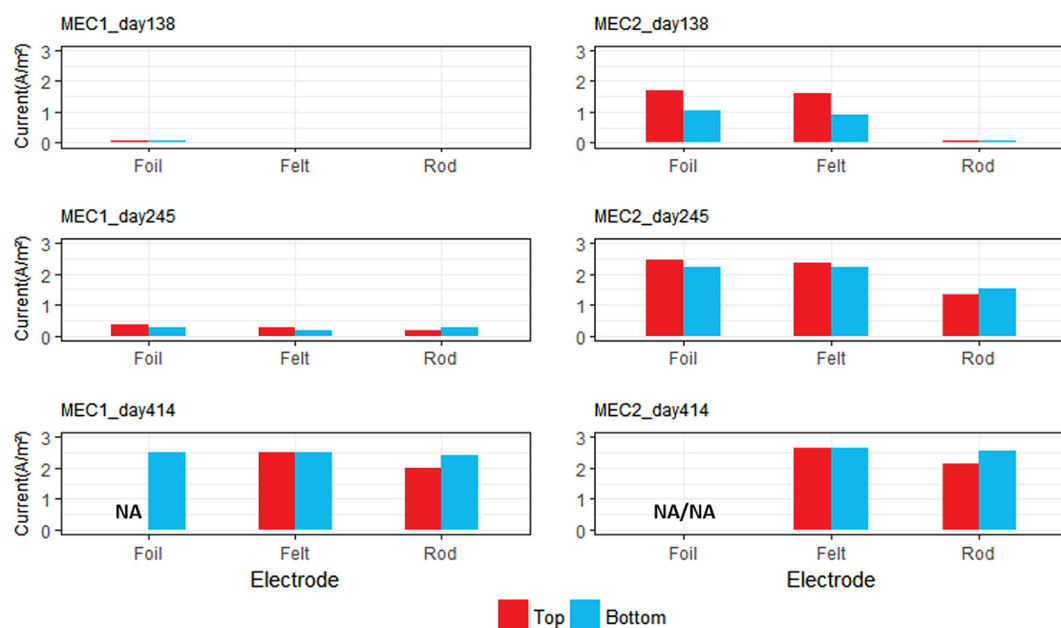 MEC1_day138
MEC2_day138
Current(A/m²)
3
2
1
0
Foil
Felt
Rod
3
2
1
0
Foil
Felt
Rod
MEC1_day245
MEC2_day245
Current(A/m²)
3
2
1
0
Foil
Felt
Rod
3
2
1
0
Foil
Felt
Rod
MEC1_day414
MEC2_day414
Current(A/m²)
3
2
1
0
NA
Foil
Felt
Rod
Electrode
3
2
1
0
NA/NA
Foil
Felt
Rod
Electrode
Top
Bottom